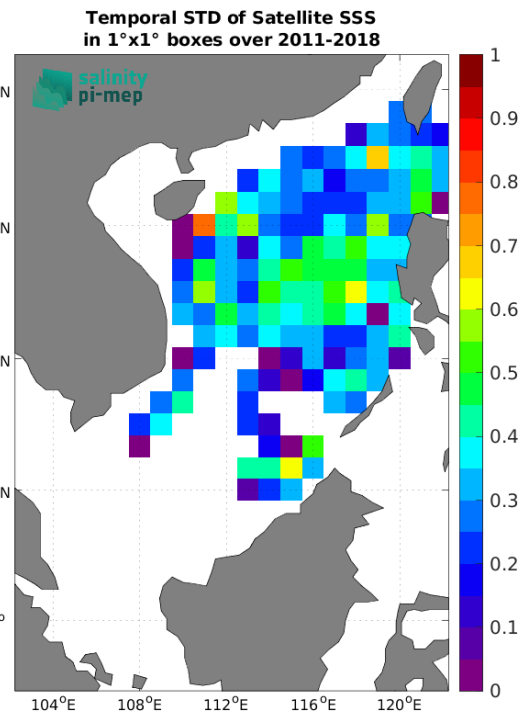 Temporal STD of Satellite SSS
in 1°x1° boxes over 2011-2018
salinity
pi-mep
N
N
N
N
°
1
0.9
0.8
0.7
0.6
0.5
0.4
0.3
0.2
0.1
0
104°E 108°E 112°E 116°E 120°E